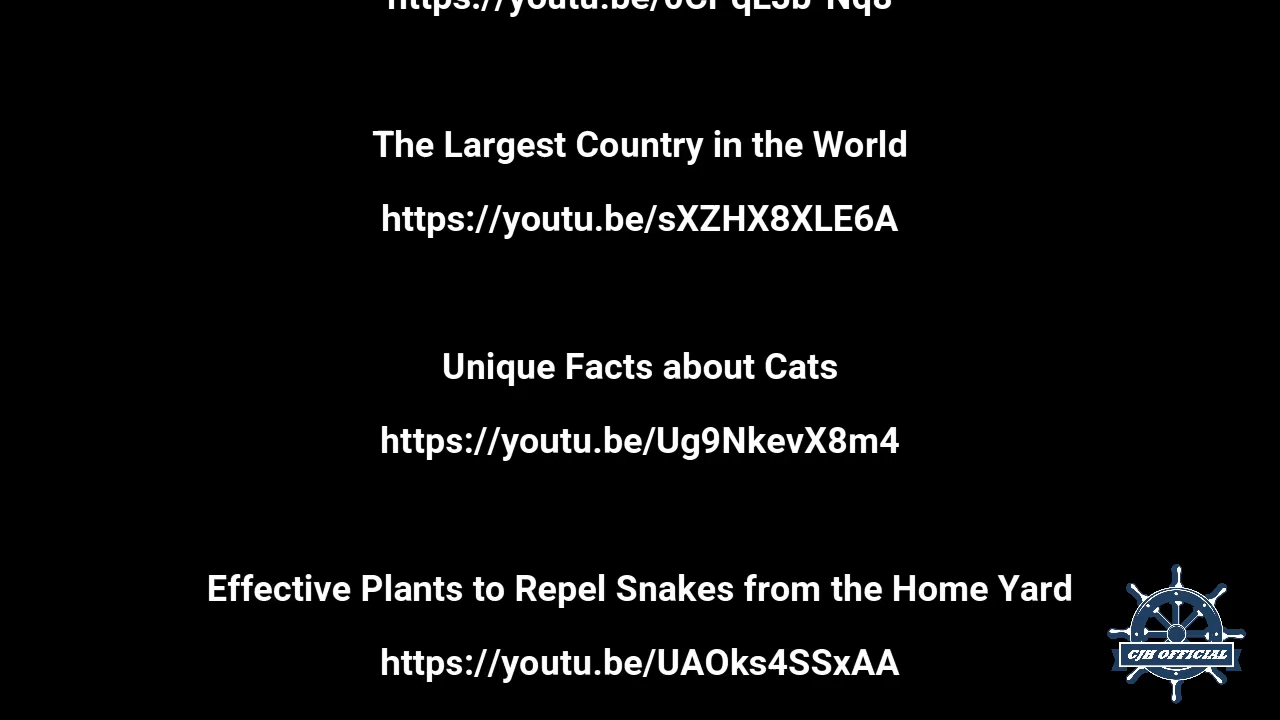 The Largest Country in the World
https://youtu.be/sXZHX8XLE6A
Unique Facts about Cats
https://youtu.be/Ug9NkevX8m4
Effective Plants to Repel Snakes from the Home Yard
https://youtu.be/UAOks4SSxAA
CJH OFFICIAL